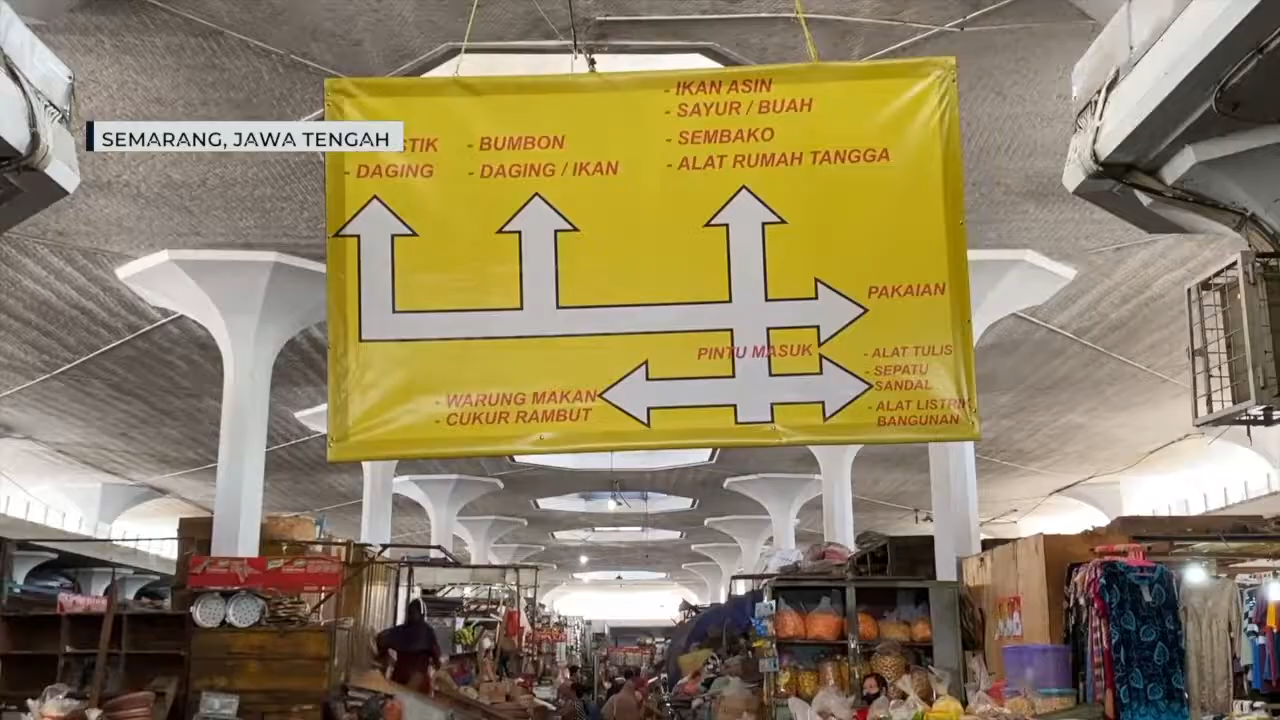 SEMARANG, JAWA TENGAH
- DAGING
- BUMBON
- DAGING / IKAN
- IKAN ASIN
- SAYUR / BUAH
- SEMBAKO
- ALAT RUMAH TANGGA
PAKAIAN
PINTU MASUK
- ALAT TULIS
- SEPATU
SANDAL
- ALAT LISTRIK
BANGUNAN
- WARUNG MAKAN
- CUKUR RAMBUT